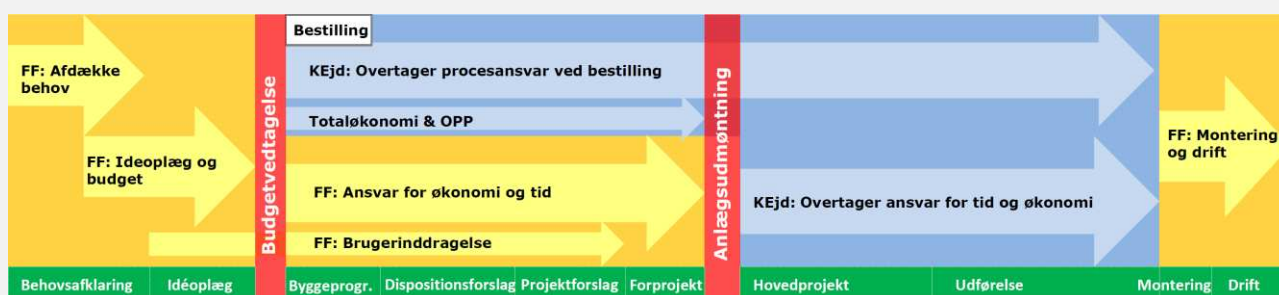 FF: Afdække
behov
FF: Ideoplæg og
budget
Budgetvedtagelse
Bestilling
KEjd: Overtager procesansvar ved bestilling
Totaløkonomi & OPP
FF: Ansvar for økonomi og tid
FF: Brugerinddragelse
Anlægsudmøntning
KEjd: Overtager ansvar for tid og økonomi
FF: Montering
og drift
Behovsafklaring
Idéoplæg
Byggeprogr.
Dispositionsforslag
Projektforslag
Forprojekt
Hovedprojekt
Udførelse
Montering
Drift